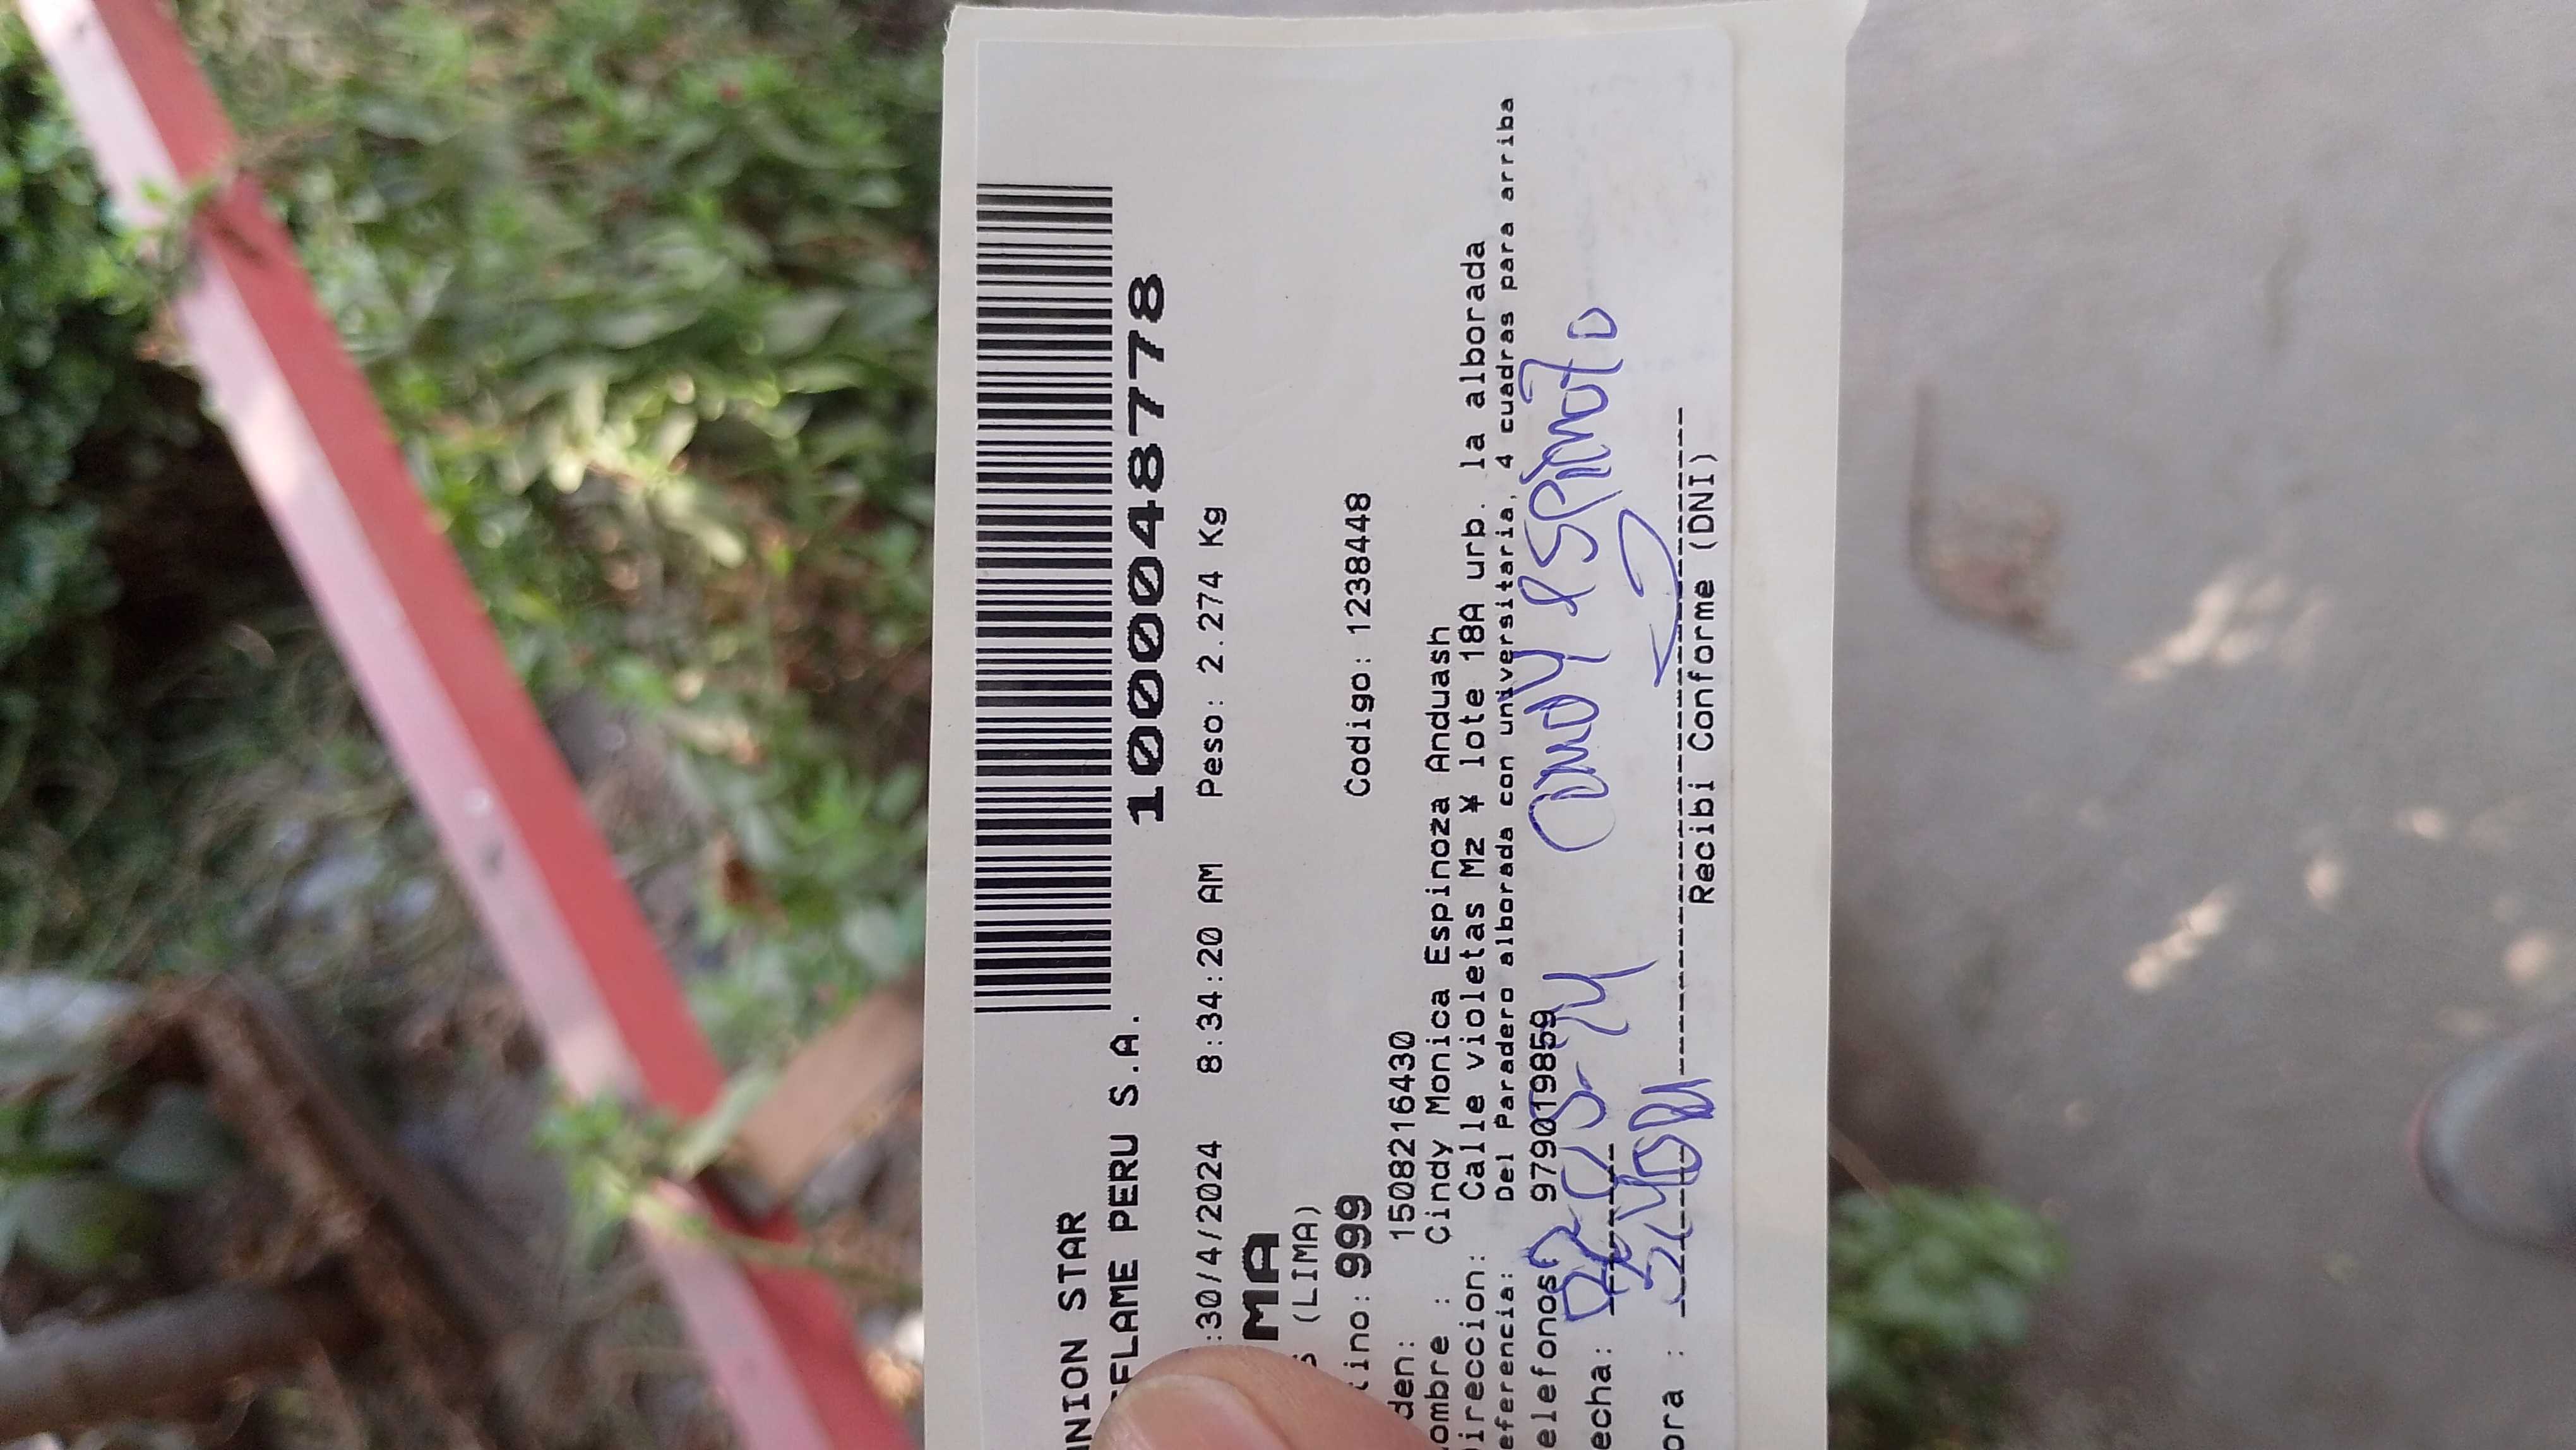 UNION STAR
FLAME PERU S.A.
1000048778
:30/4/2024 8:34:20 AM Peso: 2.274 Kg
MA
(LIMA)
tino: 999 Codigo: 1238448
den: 15082216430
ombre : Cindy Monica Espinoza Anduash
ireccion: Calle violetas Mz ¥ lote 18A urb. la alborada
eferencia: Del Paradero alborada con universitaria, 4 cuadras para arriba
elefonos: 979019859
echa:
ora :
Recibi Conforme (DNI)